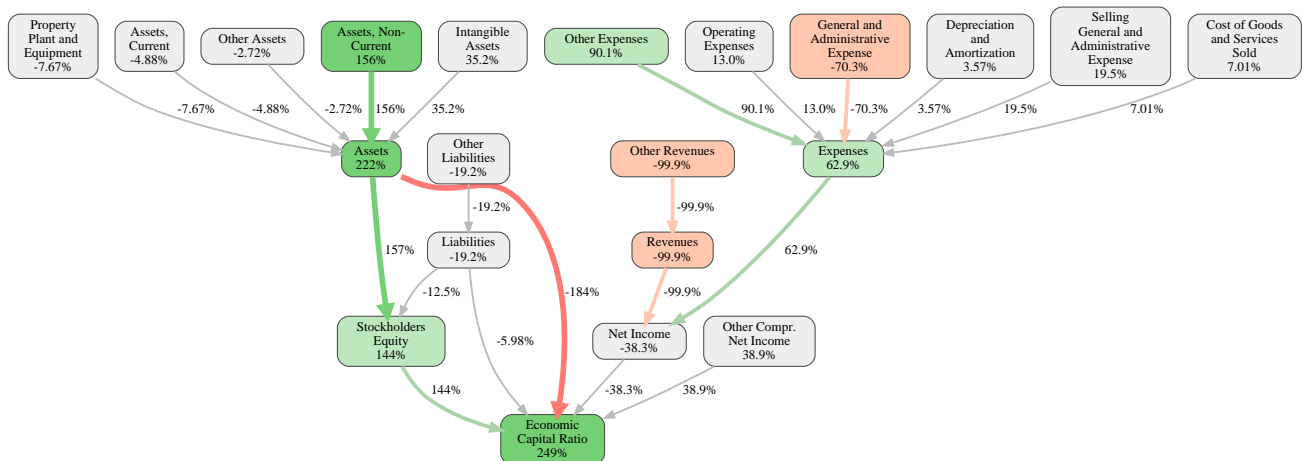 Property
Plant and
Equipment
-7.67%
Assets,
Current
-4.88%
Other Assets
-2.72%
Assets, Non-
Current
156%
Intangible
Assets
35.2%
Other Expenses
90.1%
Operating
Expenses
13.0%
General and
Administrative
Expense
-70.3%
Depreciation
and
Amortization
3.57%
Selling
General and
Administrative
Expense
19.5%
Cost of Goods
and Services
Sold
7.01%
-7.67%
-4.88%
-2.72%
156%
35.2%
90.1%
13.0%
-70.3%
3.57%
19.5%
7.01%
Assets
222%
Other
Liabilities
-19.2%
Other Revenues
-99.9%
Expenses
62.9%
-19.2%
-99.9%
157%
Liabilities
-19.2%
Revenues
-99.9%
62.9%
-12.5%
-184%
-99.9%
Stockholders
Equity
144%
-5.98%
Net Income
-38.3%
Other Compr.
Net Income
38.9%
144%
-38.3%
38.9%
Economic
Capital Ratio
249%